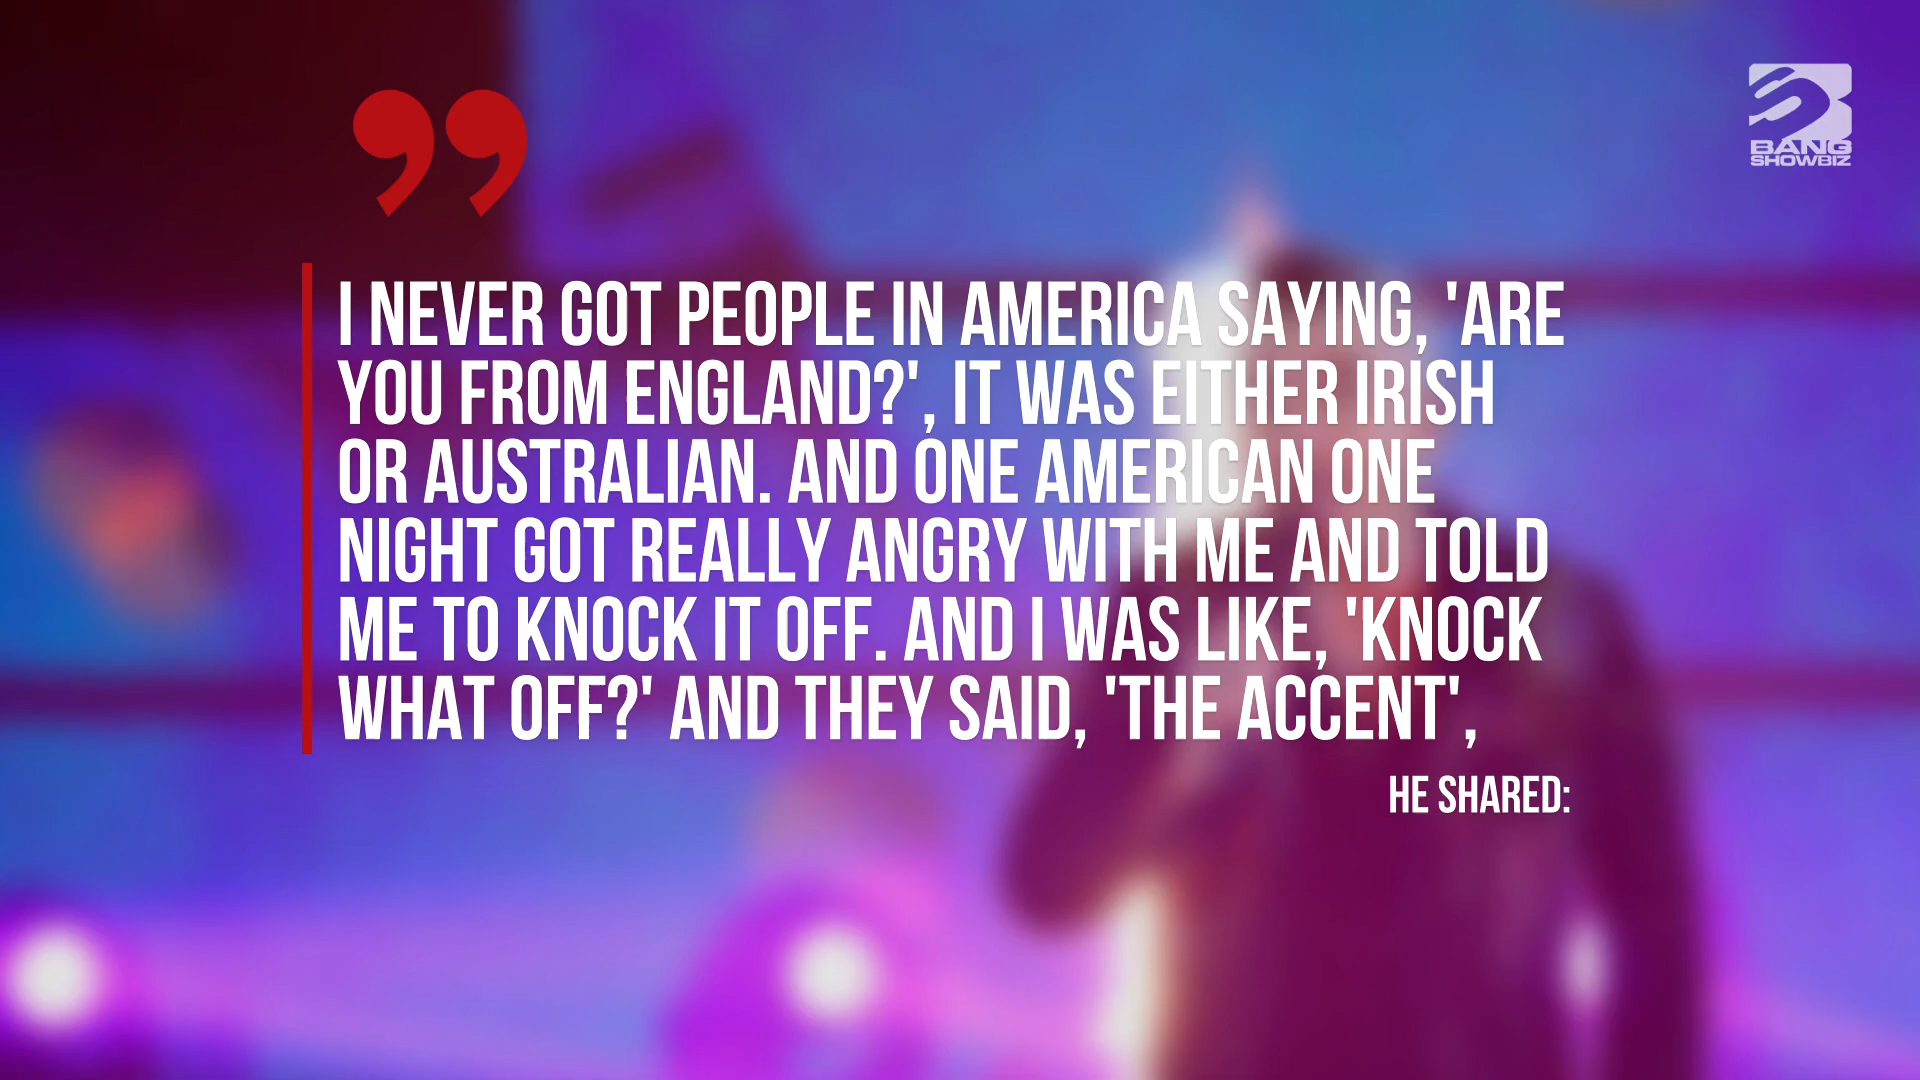 BANG
SHOWBIZ
”
I NEVER GOT PEOPLE IN AMERICA SAYING, 'ARE
YOU FROM ENGLAND?', IT WAS EITHER IRISH
OR AUSTRALIAN. AND ONE AMERICAN ONE
NIGHT GOT REALLY ANGRY WITH ME AND TOLD
ME TO KNOCK IT OFF. AND I WAS LIKE, 'KNOCK
WHAT OFF?' AND THEY SAID, 'THE ACCENT',
HE SHARED: